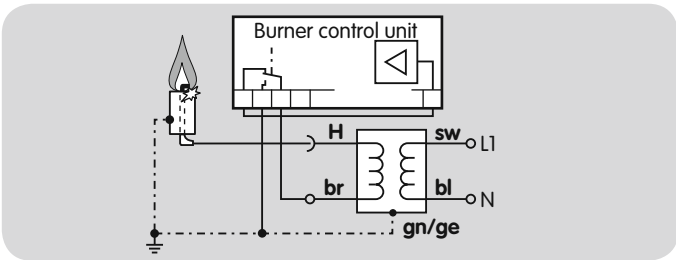 Burner control unit
H
sw
L1
br
bl
N
gn/ge